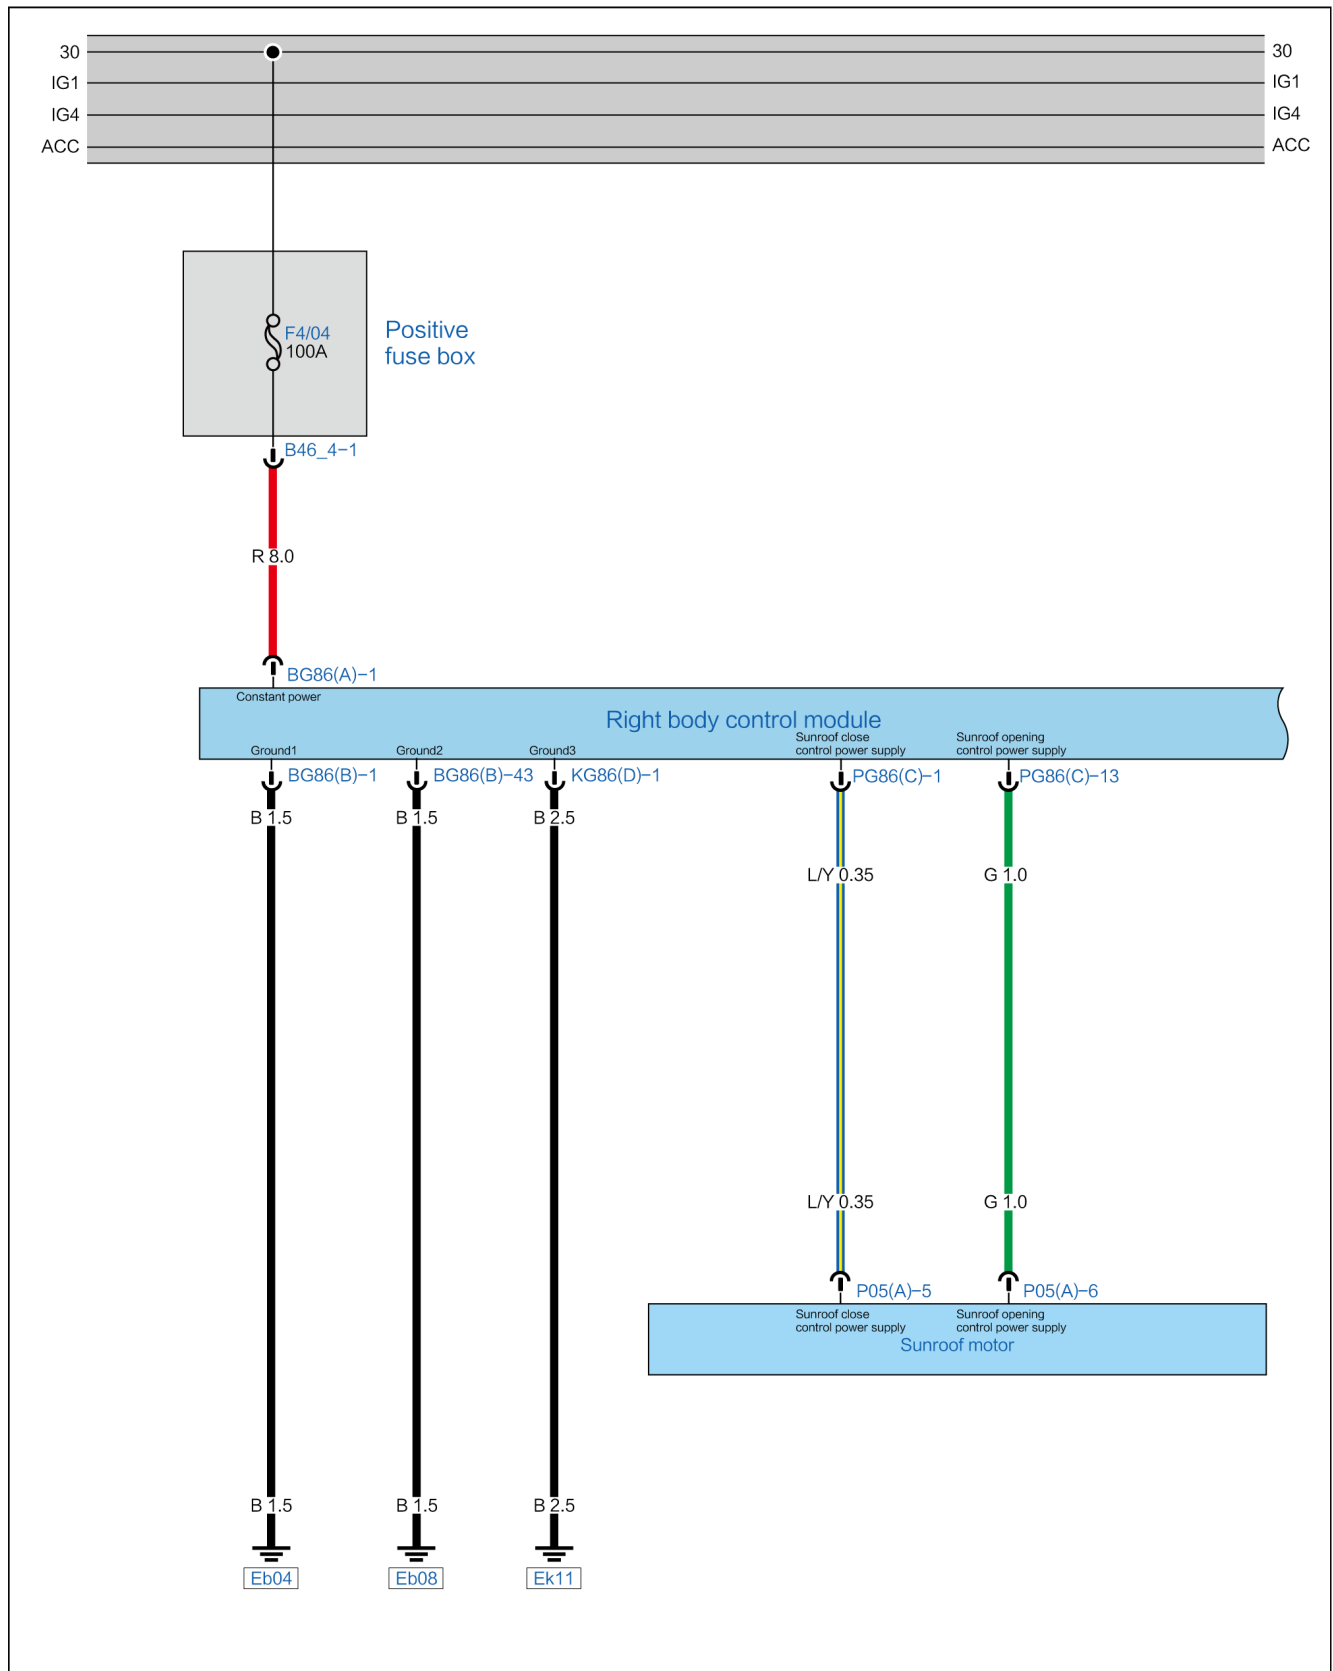 30
30
IG1
IG1
IG4
IG4
ACC
ACC
F4/04
100A
Positive
fuse box
B46_4-1
R 8.0
BG86(A)-1
Constant power
Right body control module
Ground1
Ground2
Ground3
Sunroof close
control power supply
Sunroof opening
control power supply
BG86(B)-1
BG86(B)-43
KG86(D)-1
PG86(C)-1
PG86(C)-13
B 1.5
B 1.5
B 2.5
L/Y 0.35
G 1.0
L/Y 0.35
G 1.0
P05(A)-5
P05(A)-6
Sunroof close
control power supply
Sunroof opening
control power supply
Sunroof motor
B 1.5
B 1.5
B 2.5
Eb04
Eb08
Ek11